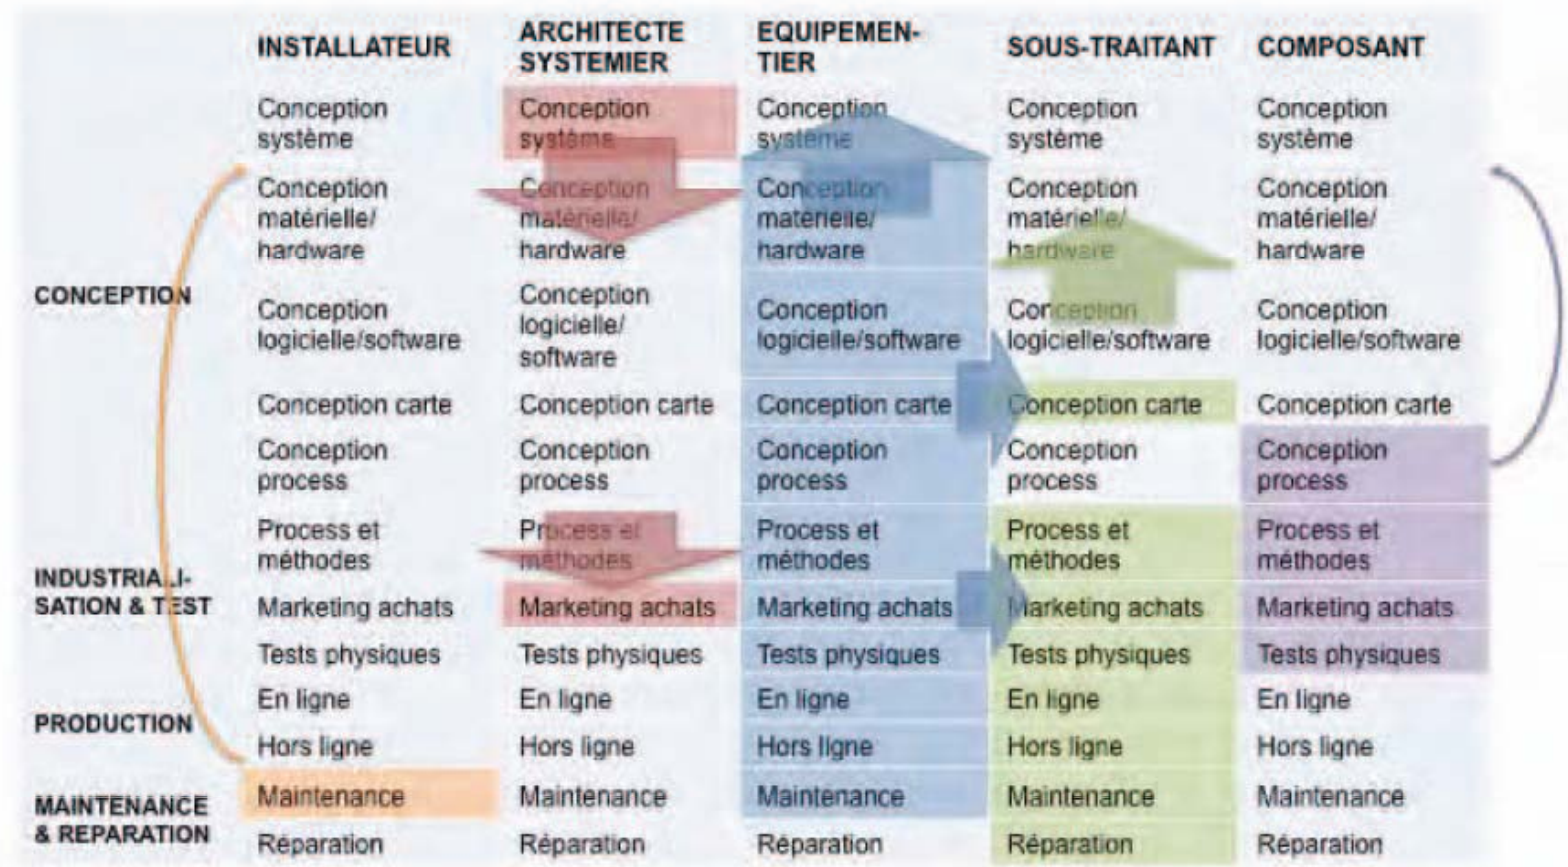 INSTALLATEUR
ARCHITECTE
SYSTEMIER
EQUIPEMEN-
TIER
SOUS-TRAITANT
COMPOSANT
CONCEPTION
Conception
système
Conception
système
Conception
système
Conception
système
Conception
système
Conception
matérielle/
hardware
Conception
matérielle/
hardware
Conception
matérielle/
hardware
Conception
matérielle/
hardware
Conception
matérielle/
hardware
Conception
logicielle/software
Conception
logicielle/
software
Conception
logicielle/software
Conception
logicielle/software
Conception
logicielle/software
Conception carte
Conception carte
Conception carte
Conception carte
Conception carte
Conception
process
Conception
process
Conception
process
Conception
process
Conception
process
INDUSTRIALI-
SATION & TEST
Process et
méthodes
Process et
méthodes
Process et
méthodes
Process et
méthodes
Process et
méthodes
Marketing achats
Marketing achats
Marketing achats
Marketing achats
Marketing achats
Tests physiques
Tests physiques
Tests physiques
Tests physiques
Tests physiques
PRODUCTION
En ligne
En ligne
En ligne
En ligne
En ligne
Hors ligne
Hors ligne
Hors ligne
Hors ligne
Hors ligne
MAINTENANCE
& REPARATION
Maintenance
Maintenance
Maintenance
Maintenance
Maintenance
Réparation
Réparation
Réparation
Réparation
Réparation